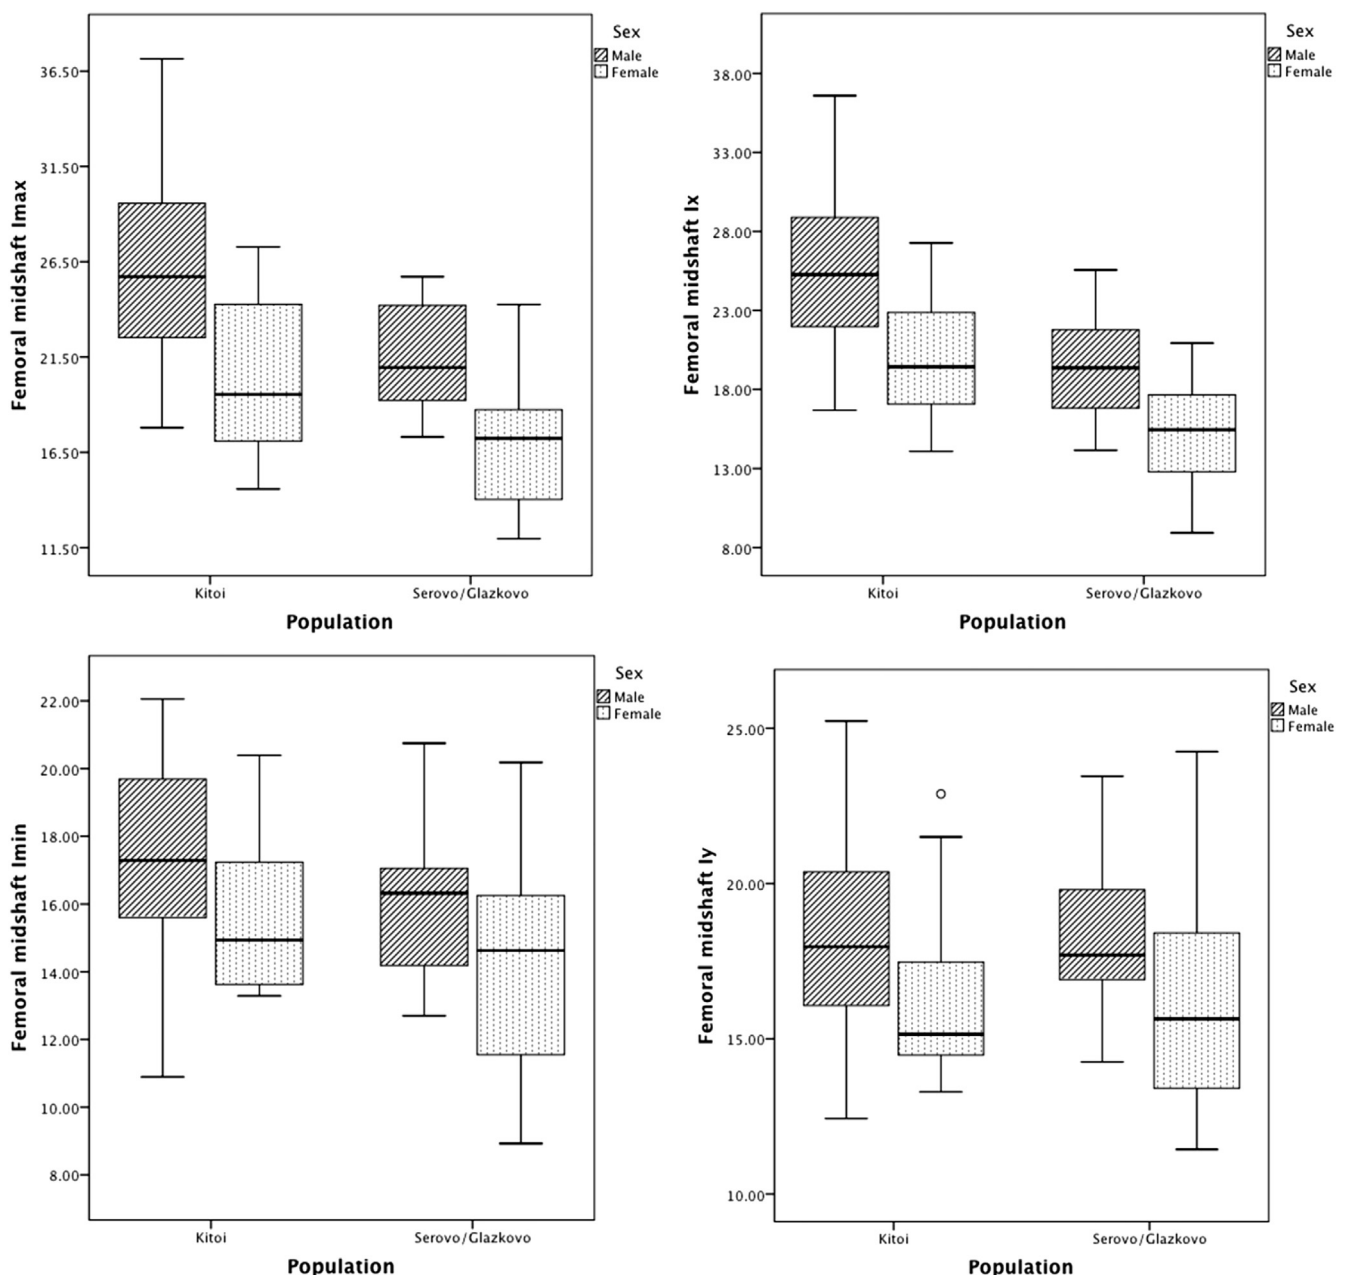 Sex
Male
Female
36.50
31.50
26.50
21.50
16.50
11.50
Femoral midshaft Imax
Kitoi
Serovo/Glazkovo
Population
Sex
Male
Female
38.00
33.00
28.00
23.00
18.00
13.00
8.00
Femoral midshaft Ix
Kitoi
Serovo/Glazkovo
Population
Sex
Male
Female
22.00
20.00
18.00
16.00
14.00
12.00
10.00
8.00
Femoral midshaft Imin
Kitoi
Serovo/Glazkovo
Population
Sex
Male
Female
25.00
20.00
15.00
10.00
Femoral midshaft Iy
Kitoi
Serovo/Glazkovo
Population